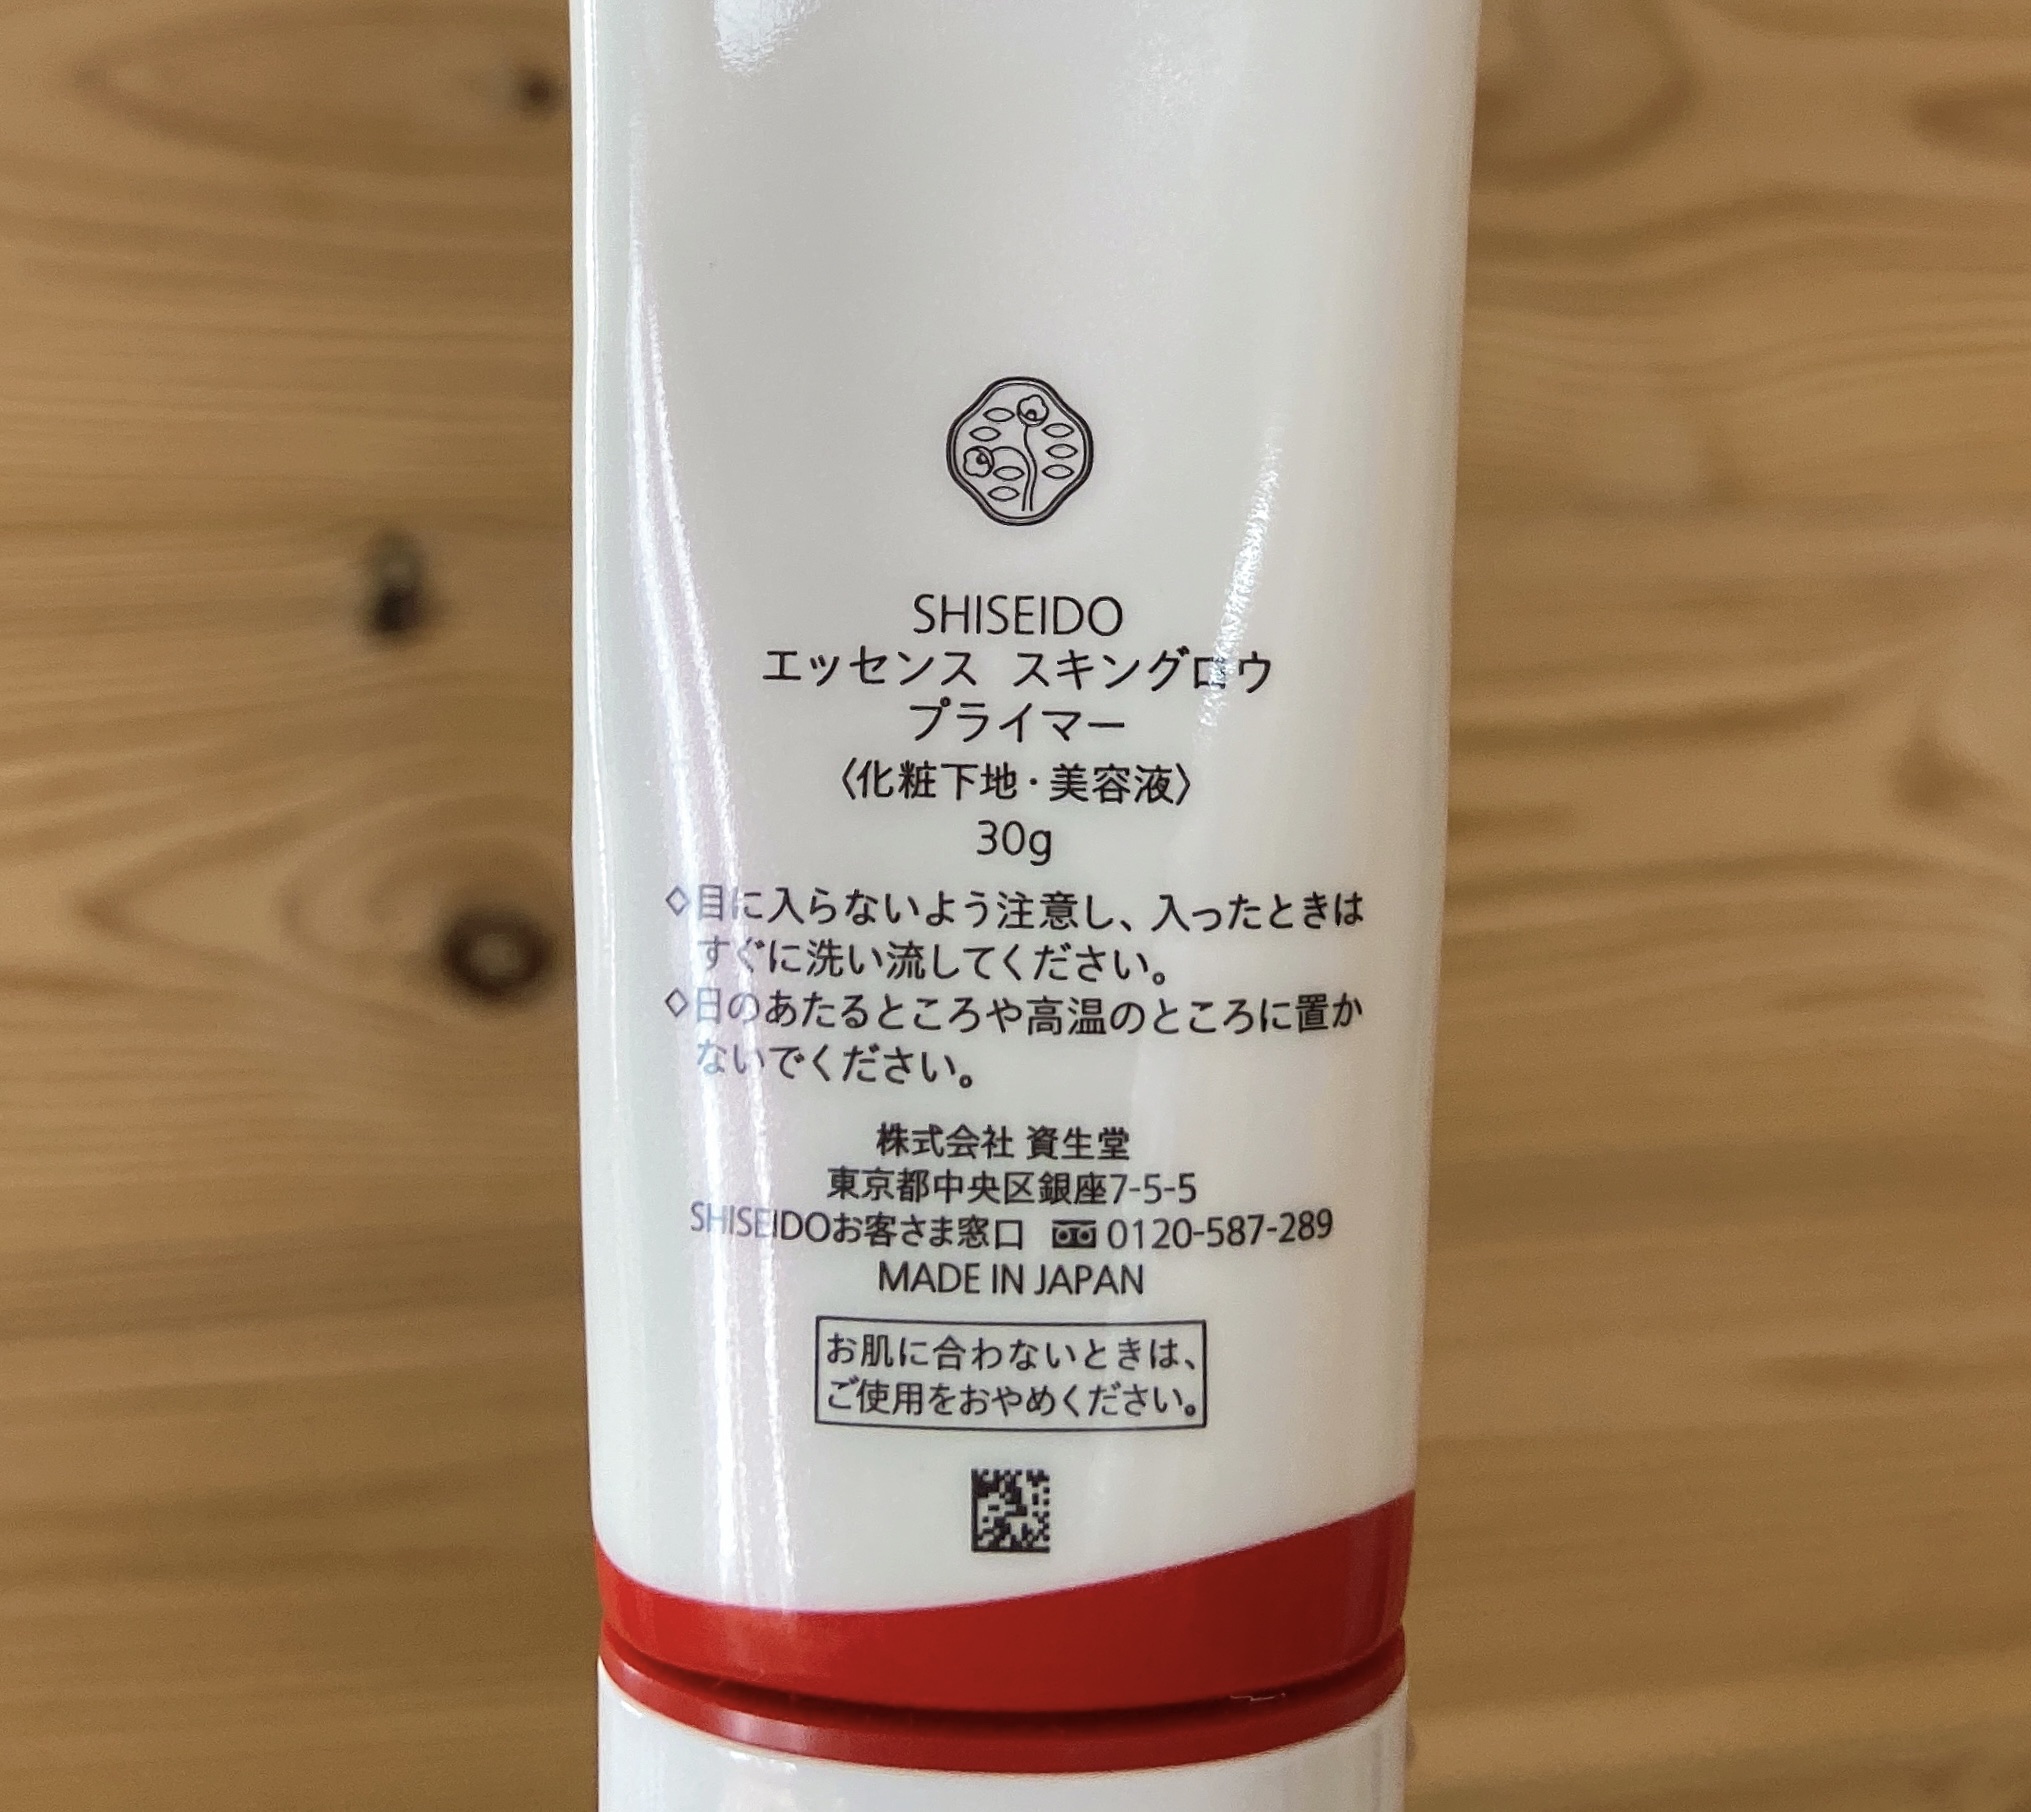 SHISEIDO
エッセンス スキングロウ
プライマー
〈化粧下地・美容液〉
30g
◇目に入らないよう注意し、入ったときは
すぐに洗い流してください。
◇日のあたるところや高温のところに置か
ないでください。
株式会社 資生堂
東京都中央区銀座7-5-5
SHISEIDOお客さま窓口 0120-587-289
MADE IN JAPAN
お肌に合わないときは、
ご使用をおやめください。